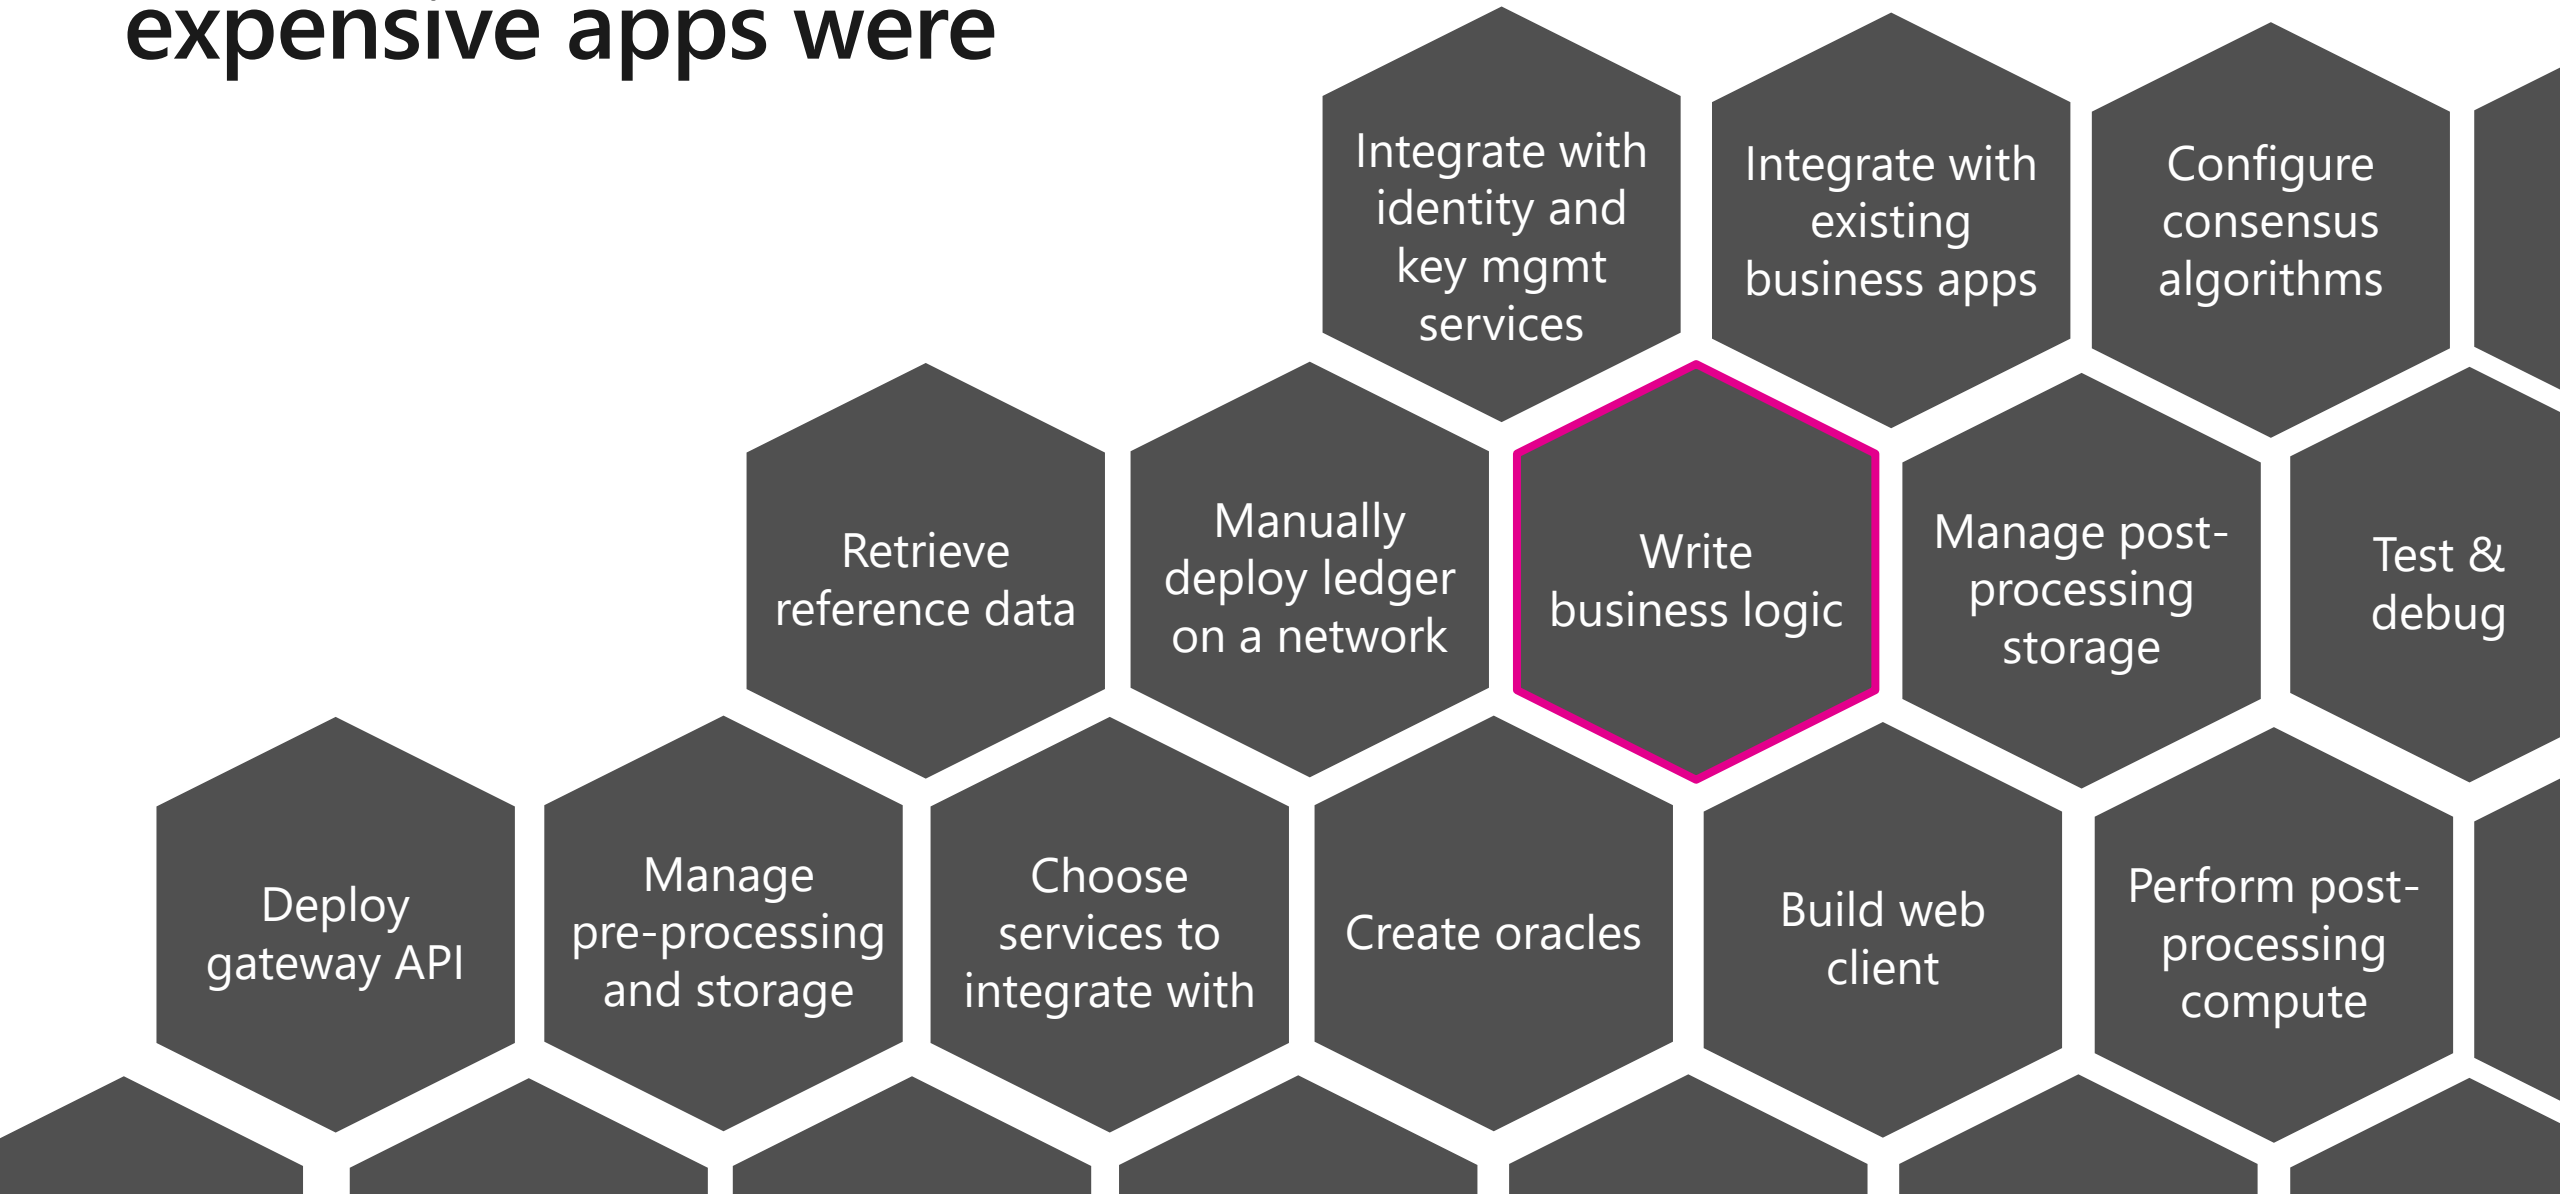 expensive apps were
Integrate with
identity and
key mgmt
services
Integrate with
existing
business apps
Configure
consensus
algorithms
Retrieve
reference data
Manually
deploy ledger
on a network
Write
business logic
Manage post-
processing
storage
Test &
debug
Deploy
gateway API
Manage
pre-processing
and storage
Choose
services to
integrate with
Create oracles
Build web
client
Perform post-
processing
compute